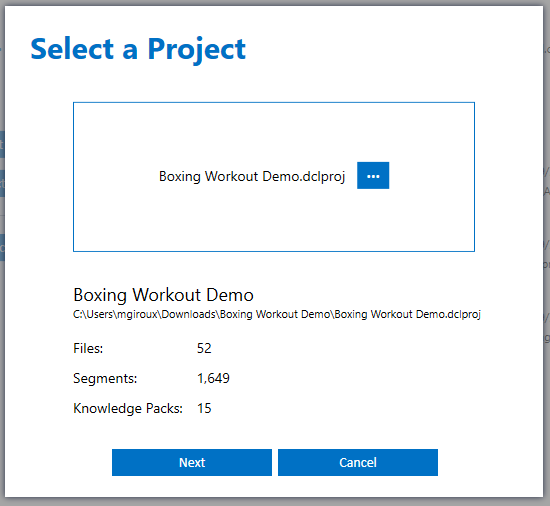 Select a Project
Boxing Workout Demo.dclproj ...
Boxing Workout Demo
C:\Users\mgiroux\Downloads\Boxing Workout Demo\Boxing Workout Demo.dclproj
Files: 52
Segments: 1,649
Knowledge Packs: 15
Next Cancel